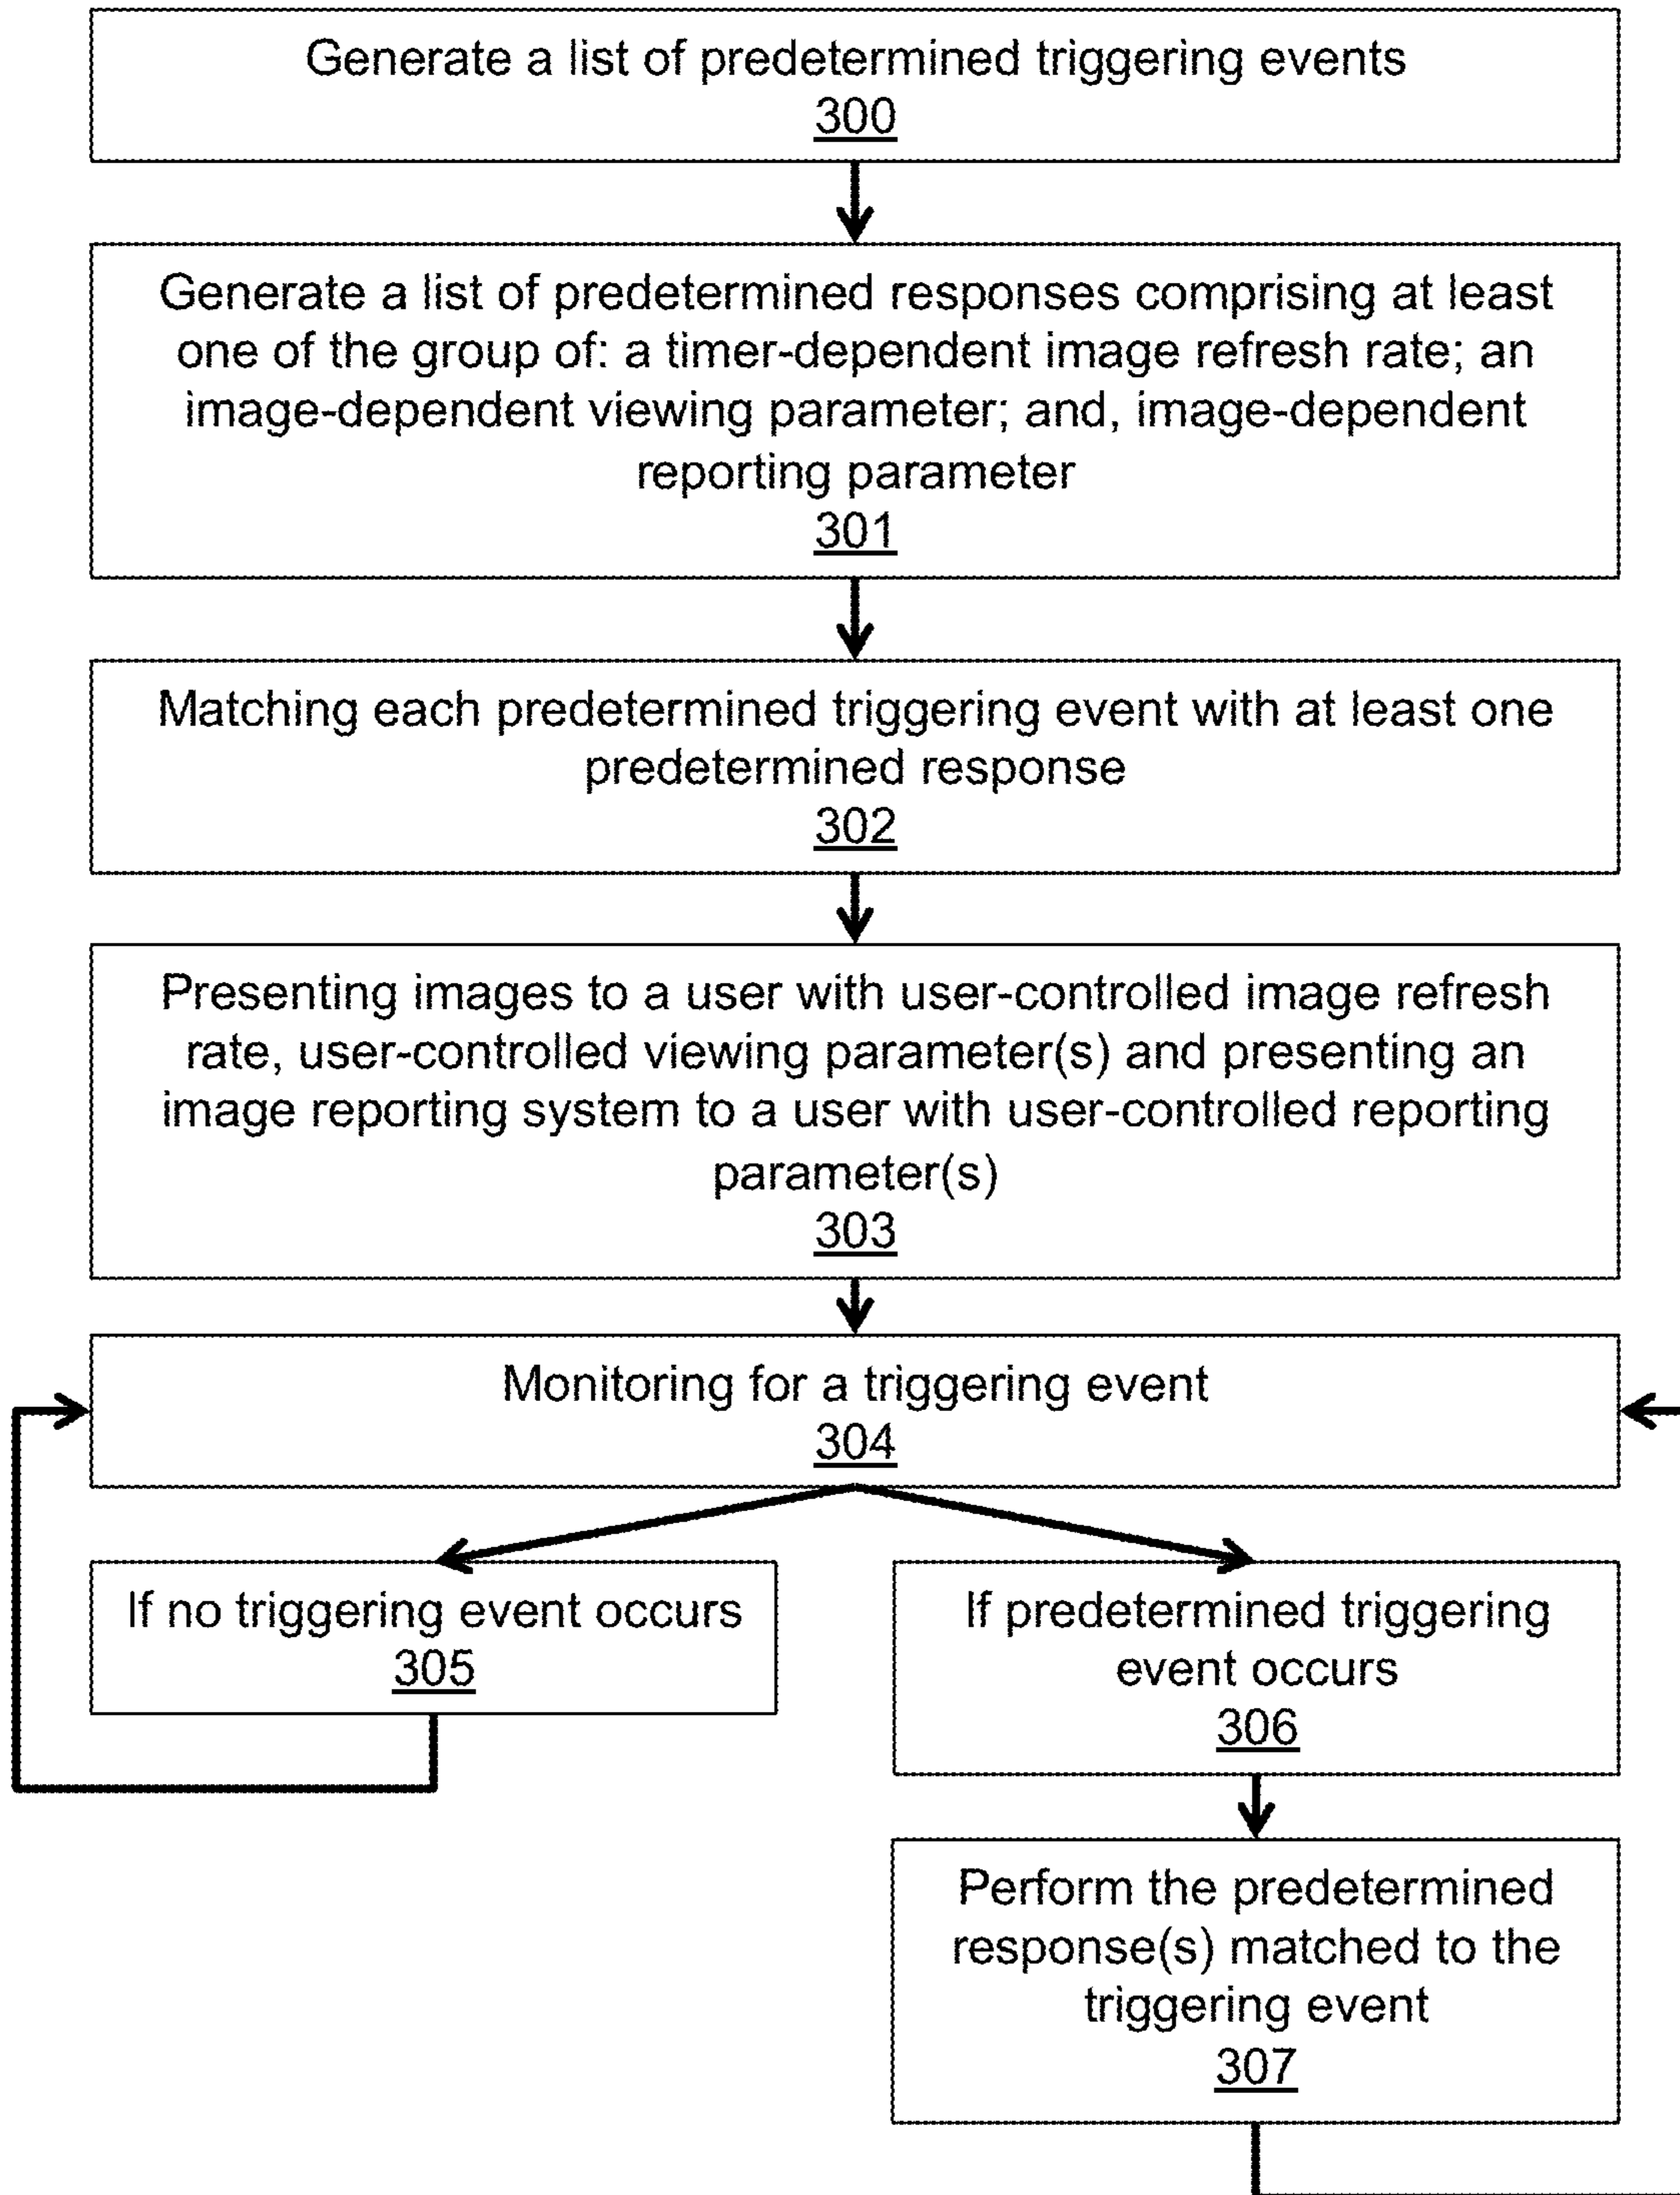 Generate a list of predetermined triggering events
300
Generate a list of predetermined responses comprising at least
one of the group of: a timer-dependent image refresh rate; an
image-dependent viewing parameter; and, image-dependent
reporting parameter
301
Matching each predetermined triggering event with at least one
predetermined response
302
Presenting images to a user with user-controlled image refresh
rate, user-controlled viewing parameter(s) and presenting an
image reporting system to a user with user-controlled reporting
parameter(s)
303
Monitoring for a triggering event
304
If no triggering event occurs
305
If predetermined triggering
event occurs
306
Perform the predetermined
response(s) matched to the
triggering event
307